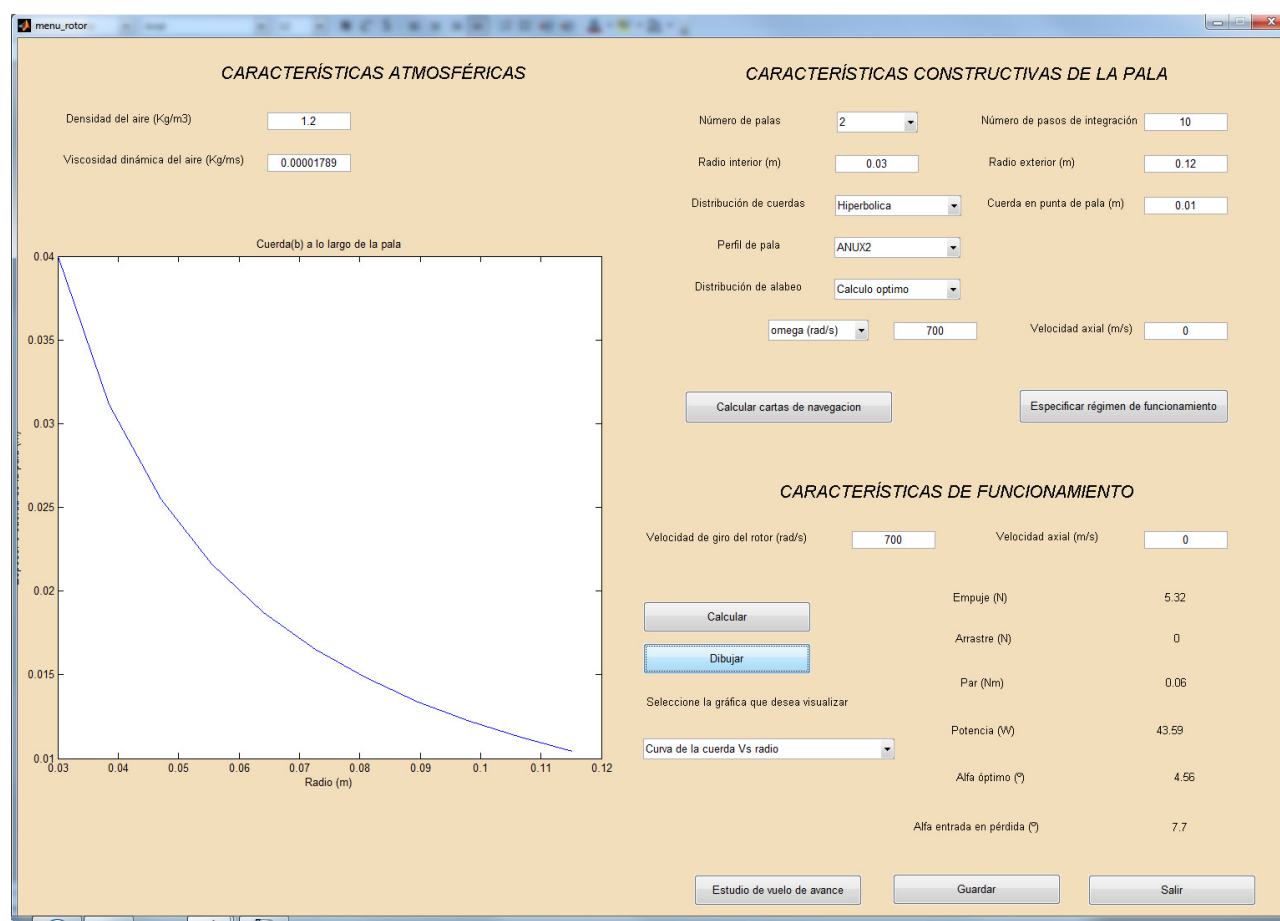 menu_rotor
CARACTERÍSTICAS ATMOSFÉRICAS
Densidad del aire (Kg/m3) 1.2
Viscosidad dinámica del aire (Kg/ms) 0.00001789
Cuerda(b) a lo largo de la pala
0.04
0.035
0.03
0.025
0.02
0.015
0.01
0.03 0.04 0.05 0.06 0.07 0.08 0.09 0.1 0.11 0.12
Radio (m)
CARACTERÍSTICAS CONSTRUCTIVAS DE LA PALA
Número de palas 2 Número de pasos de integración 10
Radio interior (m) 0.03 Radio exterior (m) 0.12
Distribución de cuerdas Hiperbolica Cuerda en punta de pala (m) 0.01
Perfil de pala ANUX2
Distribución de alabeo Calculo optimo
omega (rad/s) 700 Velocidad axial (m/s) 0
Calcular cartas de navegacion Especificar régimen de funcionamiento
CARACTERÍSTICAS DE FUNCIONAMIENTO
Velocidad de giro del rotor (rad/s) 700 Velocidad axial (m/s) 0
Calcular
Dibujar
Seleccione la gráfica que desea visualizar
Curva de la cuerda Vs radio
Empuje (N) 5.32
Arrastre (N) 0
Par (Nm) 0.06
Potencia (W) 43.59
Alfa óptimo (º) 4.56
Alfa entrada en pérdida (º) 7.7
Estudio de vuelo de avance Guardar Salir